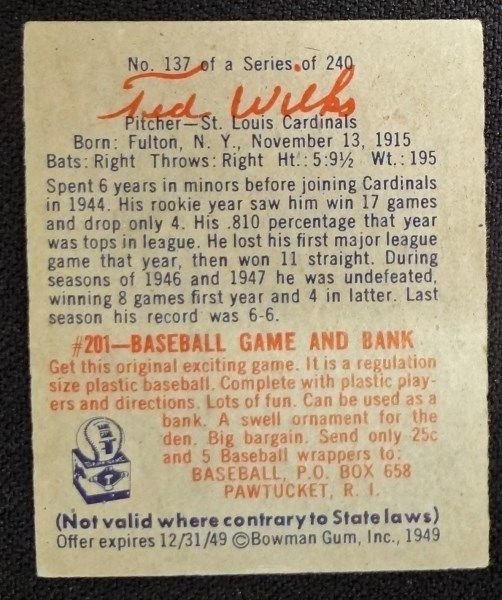 No. 137 of a Series of 240
Ted Wilks
Pitcher—St. Louis Cardinals
Born: Fulton, N. Y., November 13, 1915
Bats: Right Throws: Right Ht.: 5:9½ Wt.: 195
Spent 6 years in minors before joining Cardinals
in 1944. His rookie year saw him win 17 games
and drop only 4. His .810 percentage that year
was tops in league. He lost his first major league
game that year, then won 11 straight. During
seasons of 1946 and 1947 he was undefeated,
winning 8 games first year and 4 in latter. Last
season his record was 6-6.
#201—BASEBALL GAME AND BANK
Get this original exciting game. It is a regulation
size plastic baseball. Complete with plastic play-
ers and directions. Lots of fun. Can be used as a
bank. A swell ornament for the
den. Big bargain. Send only 25c
and 5 Baseball wrappers to:
BASEBALL, P.O. BOX 658
PAWTUCKET, R. I.
(Not valid where contrary to State laws)
Offer expires 12/31/49 ©Bowman Gum, Inc., 1949